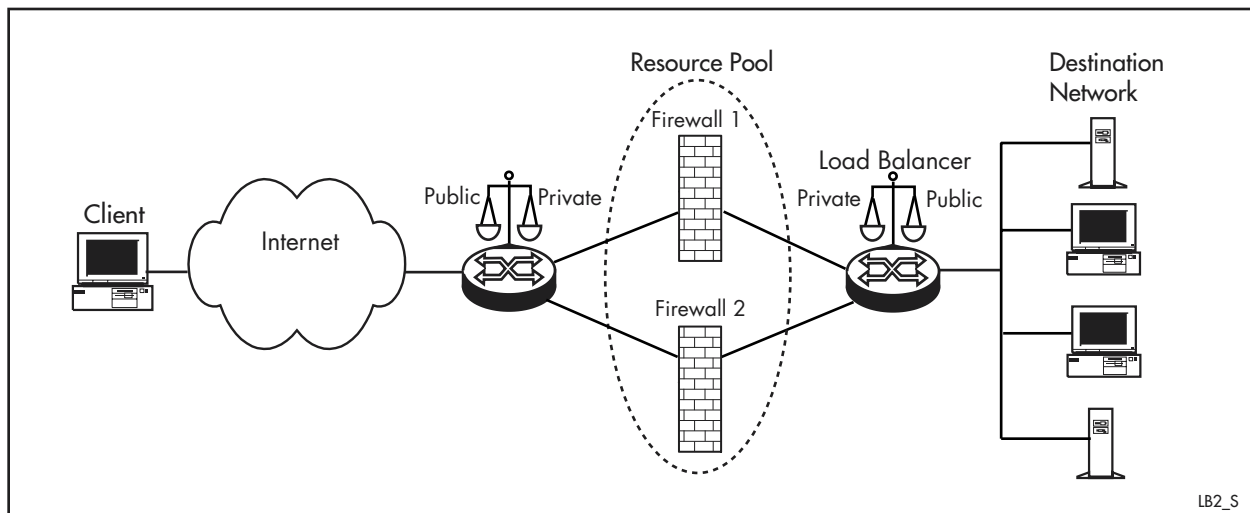 Resource Pool
Destination
Network
Firewall 1
Load Balancer
Public
Private
Private
Public
Client
Internet
Firewall 2
LB2_S